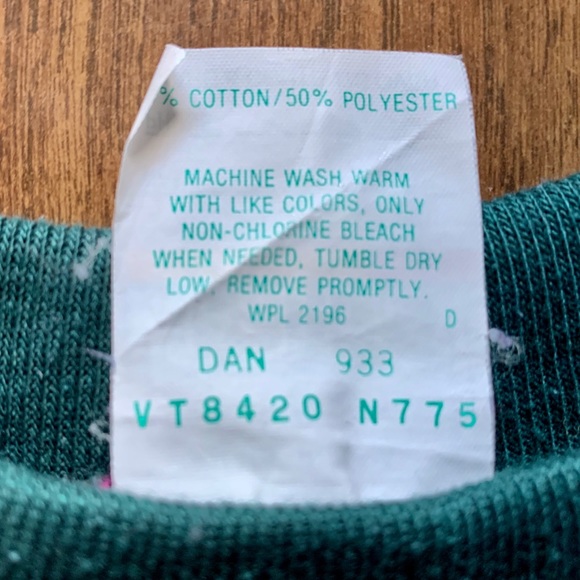 % COTTON/50% POLYESTER
MACHINE WASH WARM
WITH LIKE COLORS, ONLY
NON-CHLORINE BLEACH
WHEN NEEDED, TUMBLE DRY
LOW, REMOVE PROMPTLY.
WPL 2196 D
DAN 933
VT8420 N775